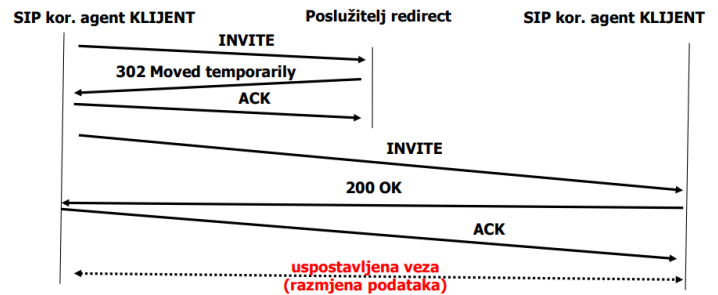 SIP kor. agent KLIJENT
Poslužitelj redirect
SIP kor. agent KLIJENT
INVITE
302 Moved temporarily
ACK
INVITE
200 OK
ACK
uspostavljena veza
(razmjena podataka)